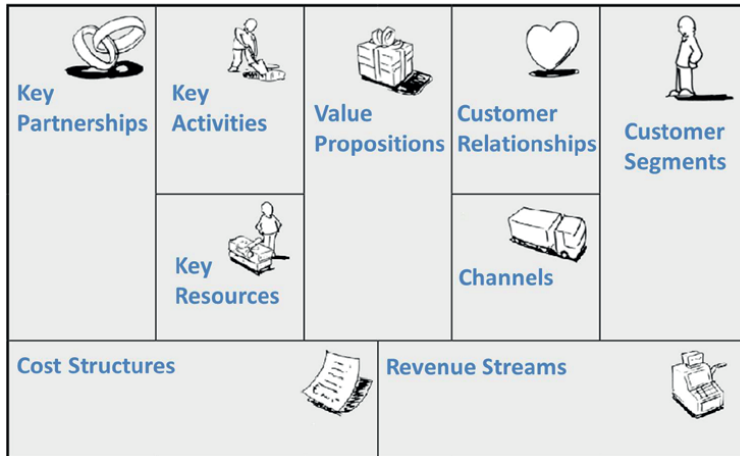 Key
Partnerships
Key
Activities
Key
Resources
Value
Propositions
Customer
Relationships
Channels
Customer
Segments
Cost Structures
Revenue Streams